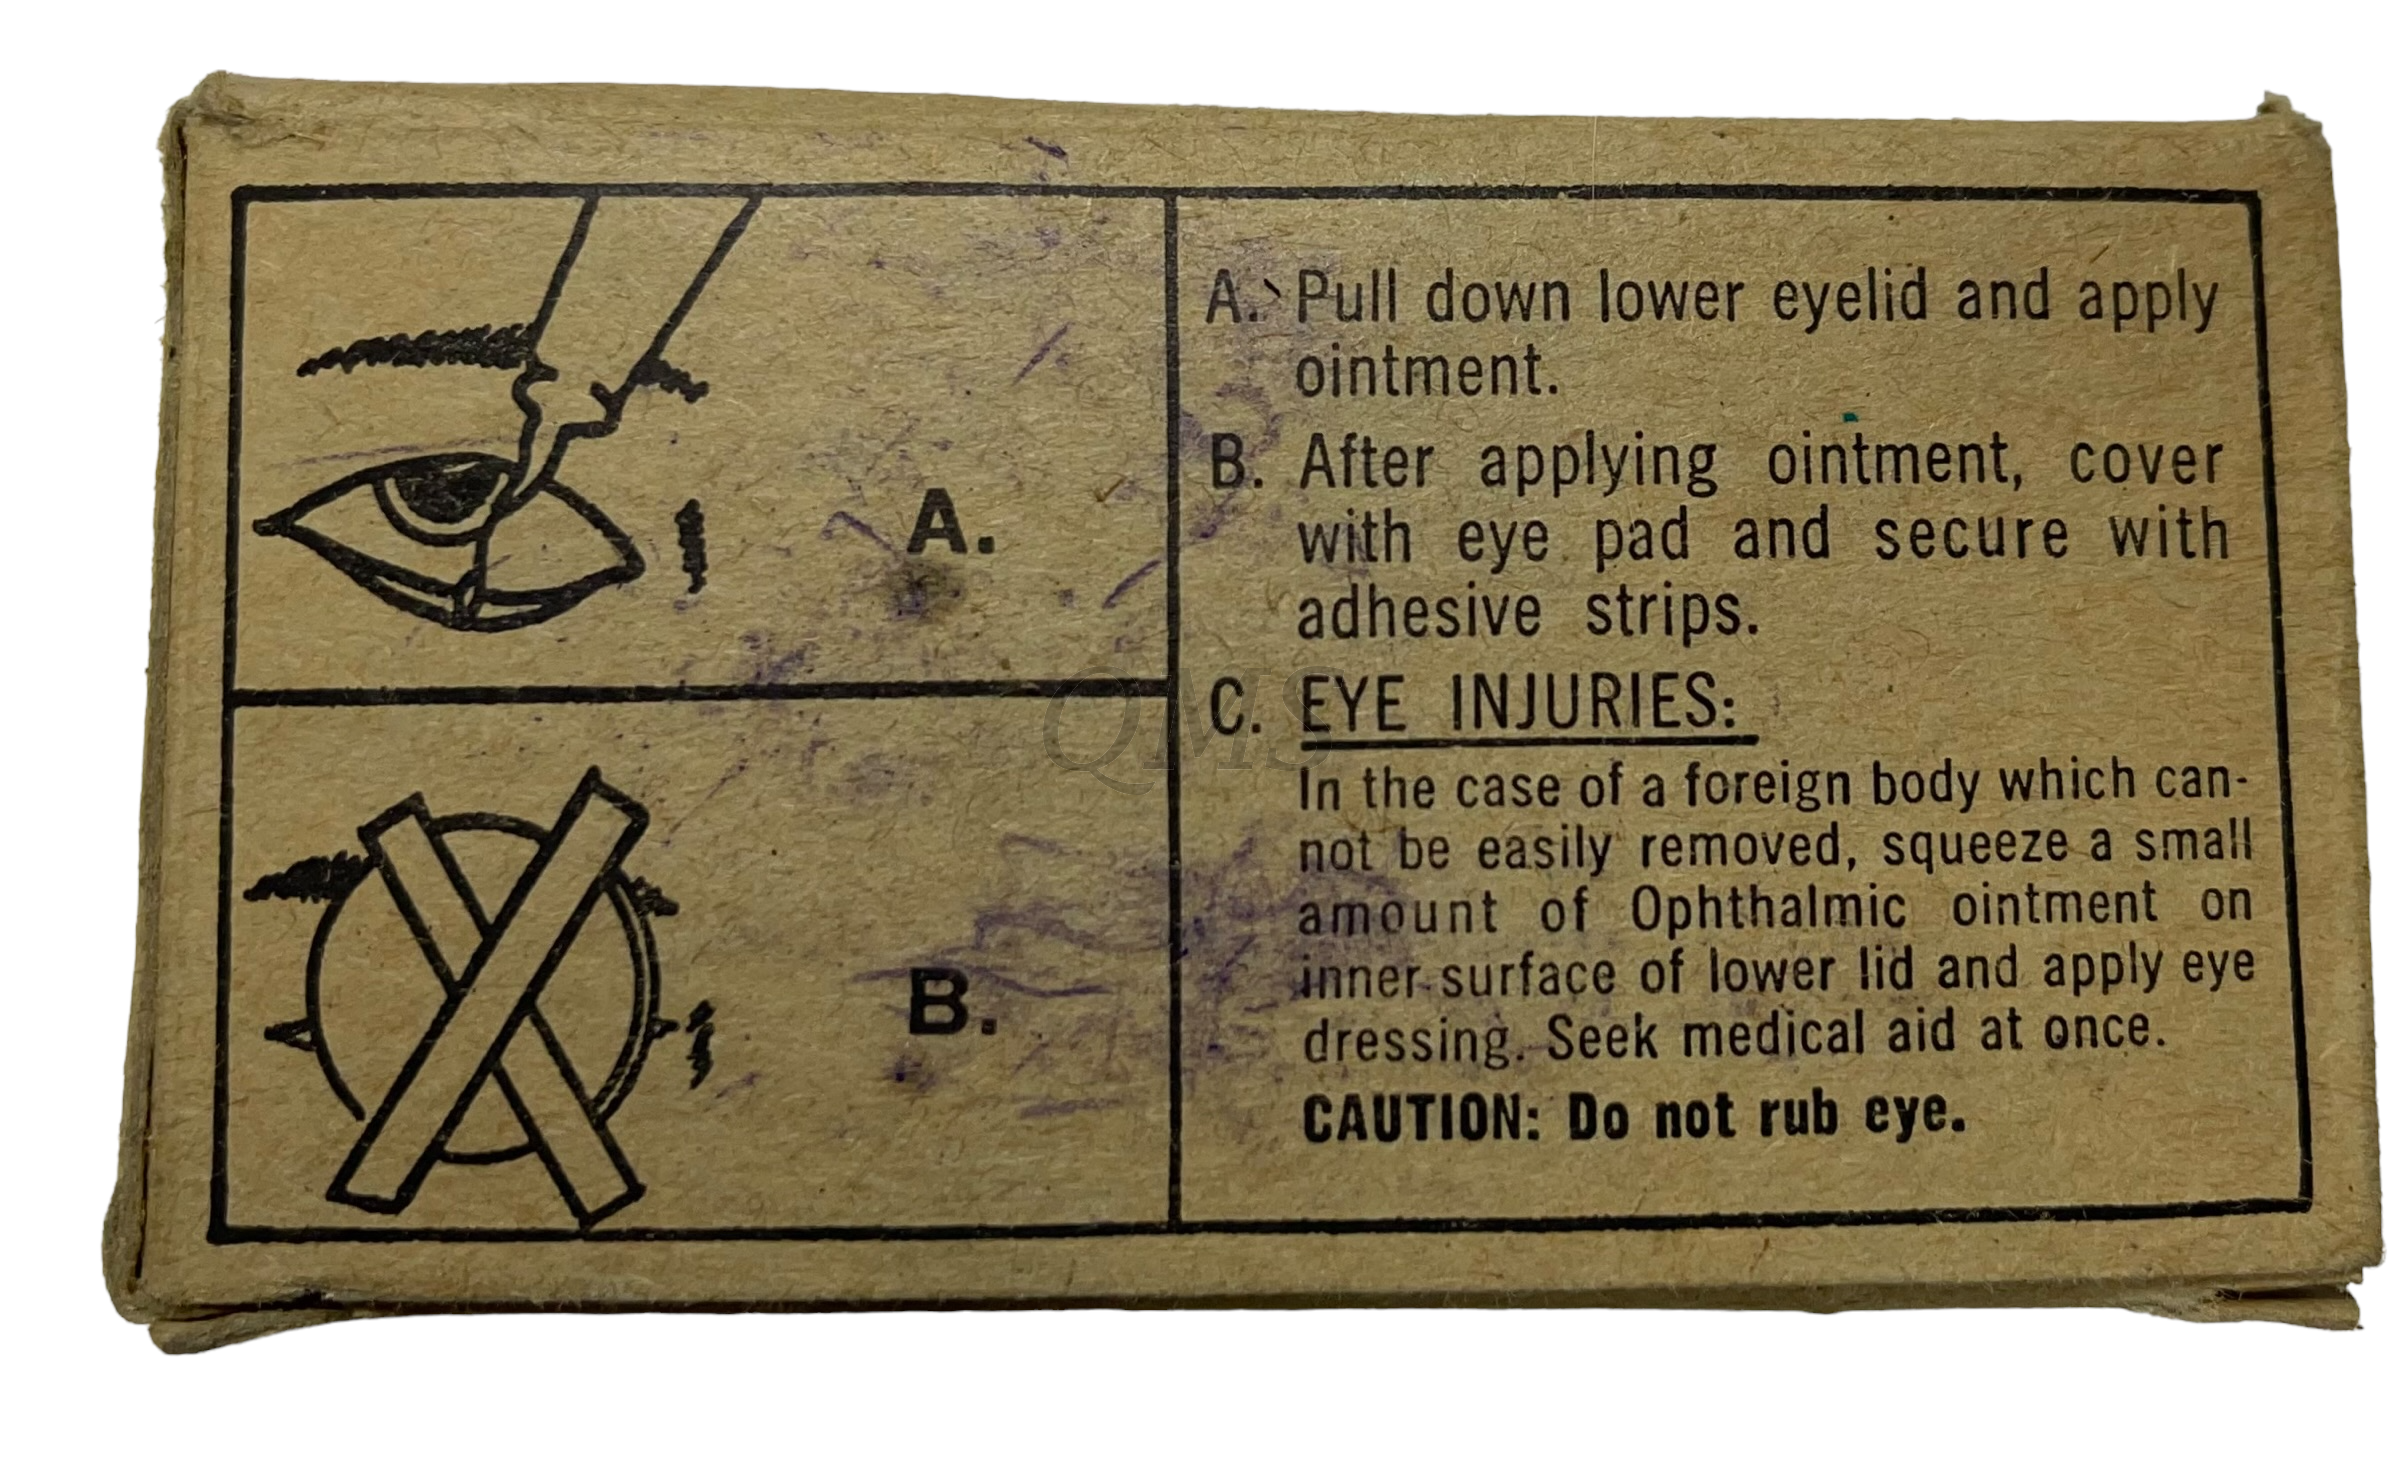 A.
B.
A. Pull down lower eyelid and apply
ointment.
B. After applying ointment, cover
with eye pad and secure with
adhesive strips.
C. EYE INJURIES:
In the case of a foreign body which can-
not be easily removed, squeeze a small
amount of Ophthalmic ointment on
inner surface of lower lid and apply eye
dressing. Seek medical aid at once.
CAUTION: Do not rub eye.
QMS